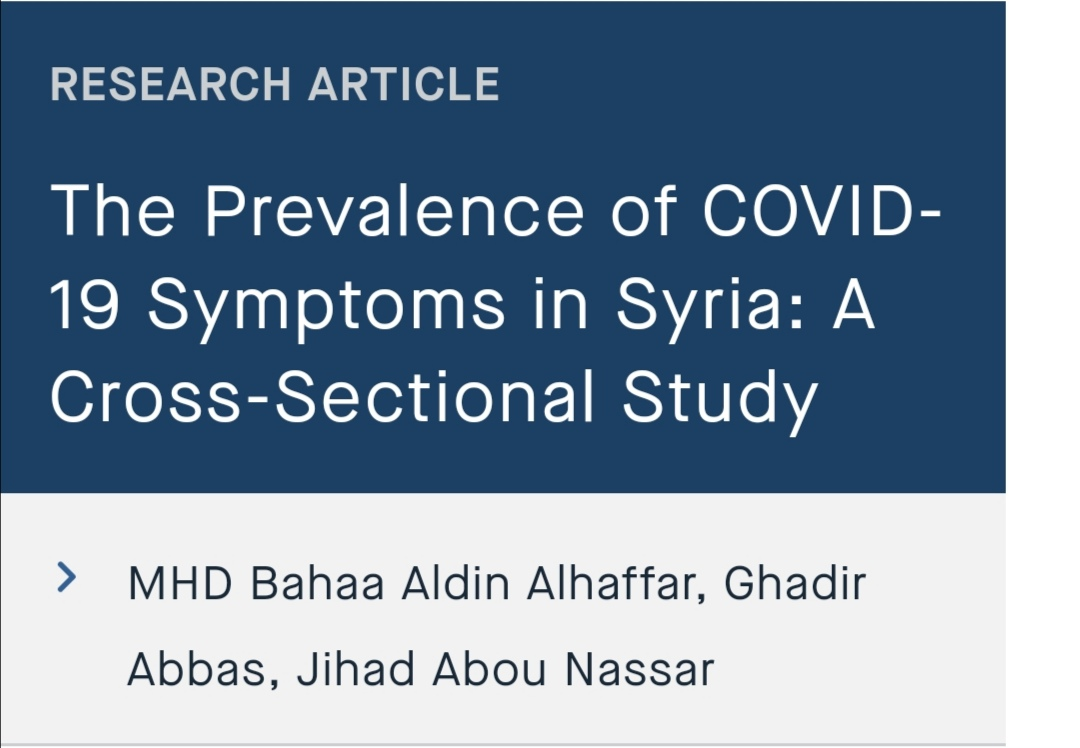 RESEARCH ARTICLE
The Prevalence of COVID-
19 Symptoms in Syria: A
Cross-Sectional Study
MHD Bahaa Aldin Alhaffar, Ghadir
Abbas, Jihad Abou Nassar